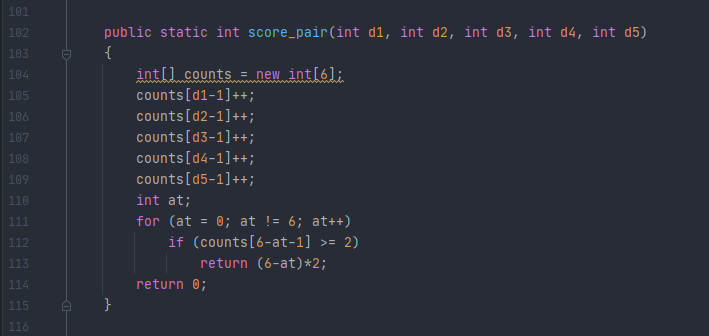 101
102 public static int score_pair(int d1, int d2, int d3, int d4, int d5)
103 {
104 int[] counts = new int[6];
105 counts[d1-1]++;
106 counts[d2-1]++;
107 counts[d3-1]++;
108 counts[d4-1]++;
109 counts[d5-1]++;
110 int at;
111 for (at = 0; at != 6; at++)
112 if (counts[6-at-1] >= 2)
113 return (6-at)*2;
114 return 0;
115 }
116